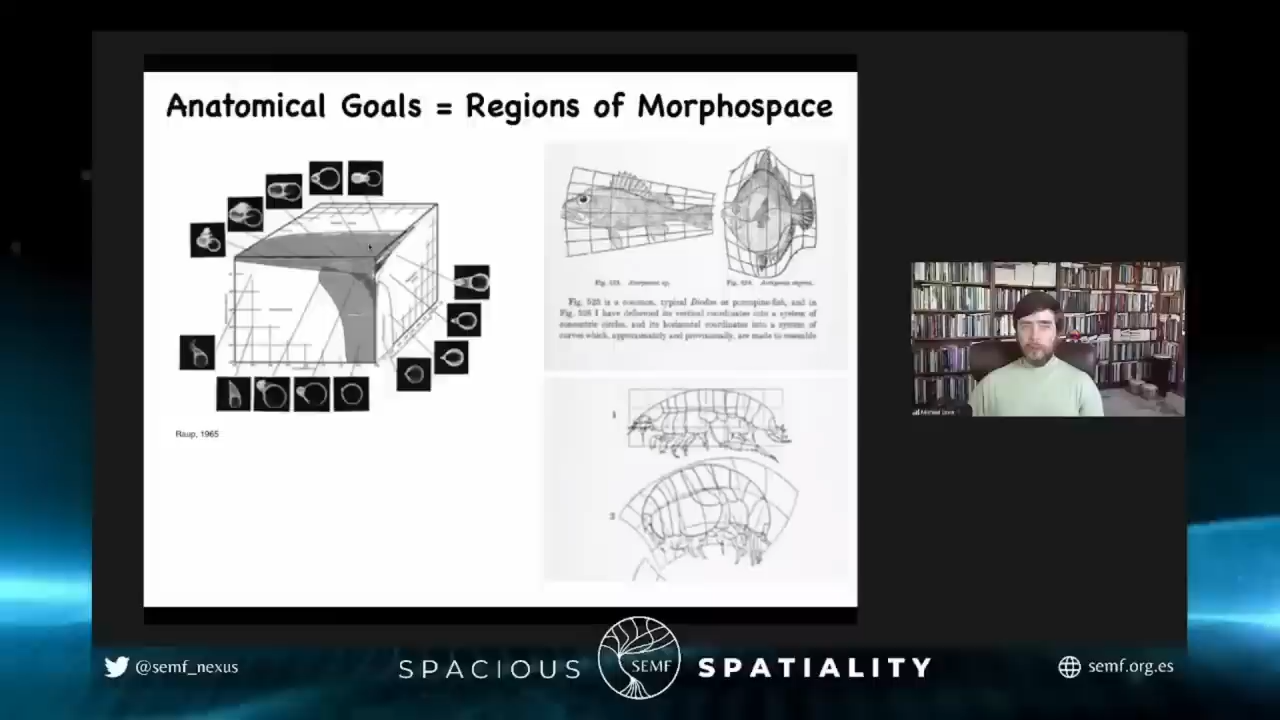 Anatomical Goals = Regions of Morphospace
Raup, 1965
Fig. 525 is a common, typical Diodon or porcupine-fish, and in
Fig. 526 I have deformed its vertical coordinates into a system of
concentric circles, and its horizontal coordinates into a system of
curves which, approximately and provisionally, are made to resemble
1
3
@semf_nexus
SPACIOUS
SEMF
SPATIALITY
semf.org.es